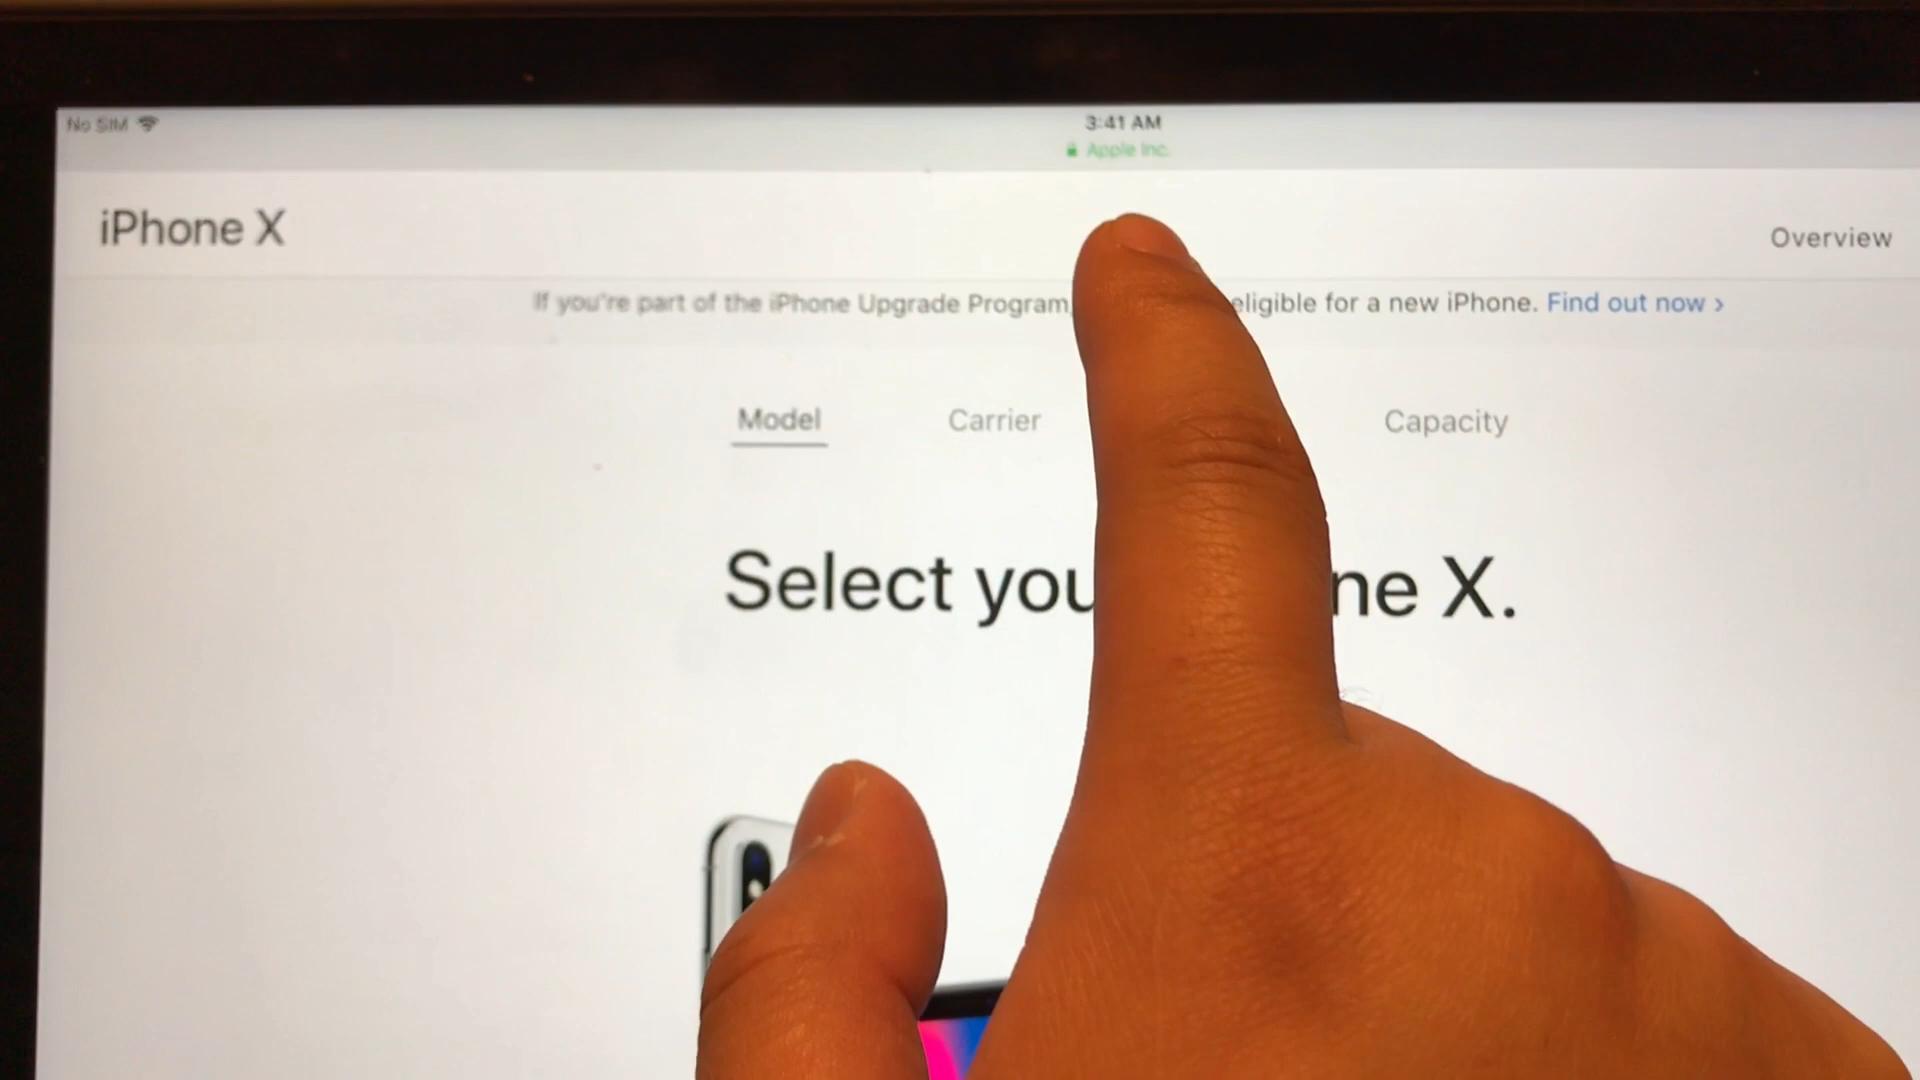 No SIM
3:41 AM
Apple Inc.
iPhone X
Overview
If you're part of the iPhone Upgrade Program, eligible for a new iPhone. Find out now >
Model Carrier Capacity
Select ne X.